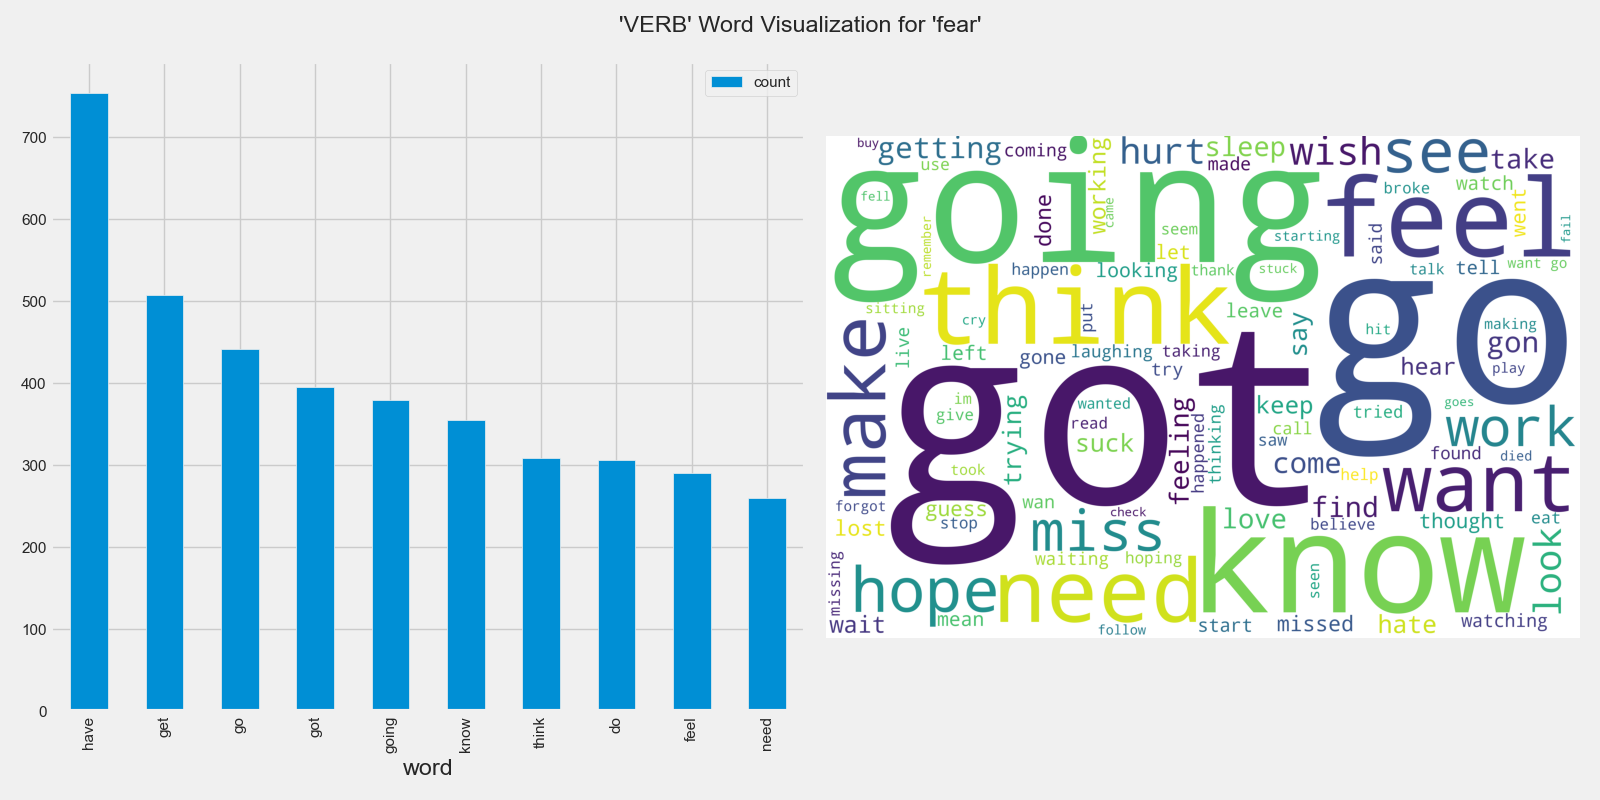 'VERB' Word Visualization for 'fear'
count
700
600
500
400
300
200
100
0
have get go got going know think do feel need
word
buy getting coming working hurt sleep wish see take
use made broke watch
going feel
fell done came seem said went fail
remember let starting
happen looking thank stuck talk tell want go
think go
sitting cry put leave say hit making
make live left gone laughing taking hear gon
try play
got
im give trying wanted keep tried goes
read suck feeling happened thinking call saw work
took come help found died
want
forgot guess wan check find
lost stop miss love believe thought eat
know look
missing waiting hoping seen
hope need
wait mean follow start missed hate watching